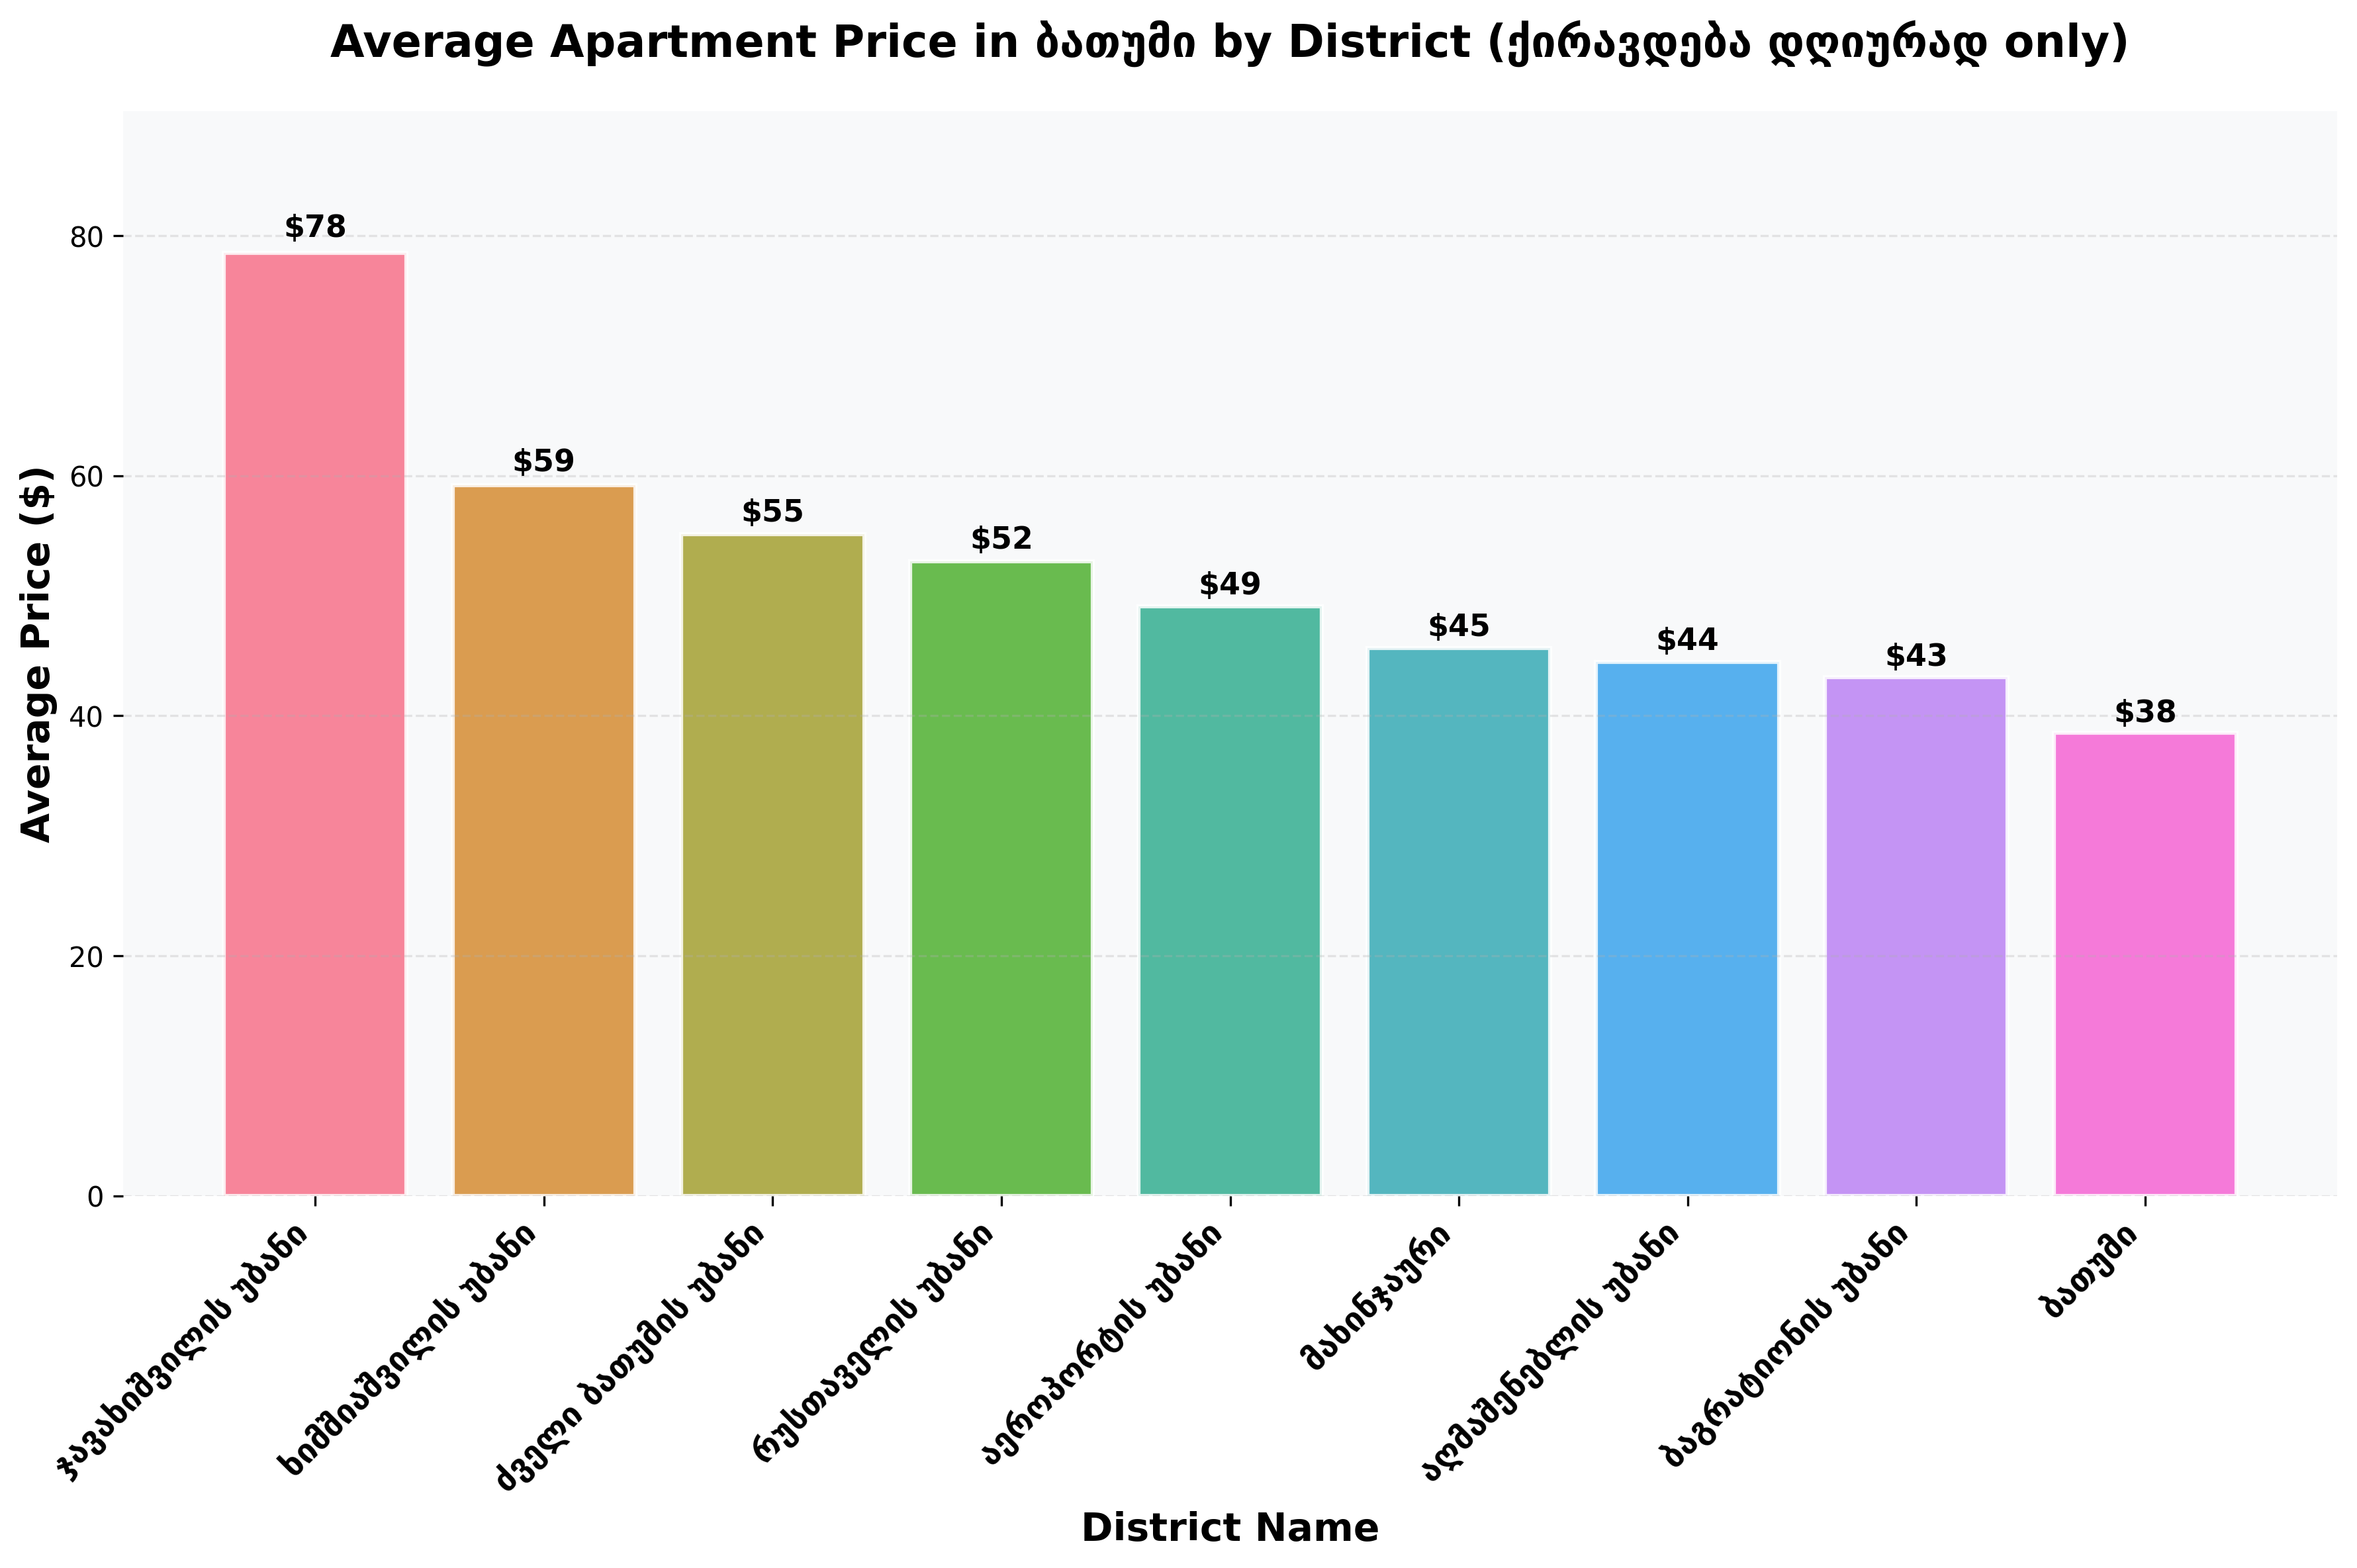 Average Apartment Price in ბათუმი by District (ქირავდება დღიურად only)
Average Price ($)
80
60
40
20
0
$78
$59
$55
$52
$49
$45
$44
$43
$38
ჯავახიშვილის უბანი
ხიმშიაშვილის უბანი
ძველი ბათუმის უბანი
რუსთაველის უბანი
აეროპორტის უბანი
მახინჯაური
აღმაშენებლის უბანი
ბაგრატიონის უბანი
ბათუმი
District Name